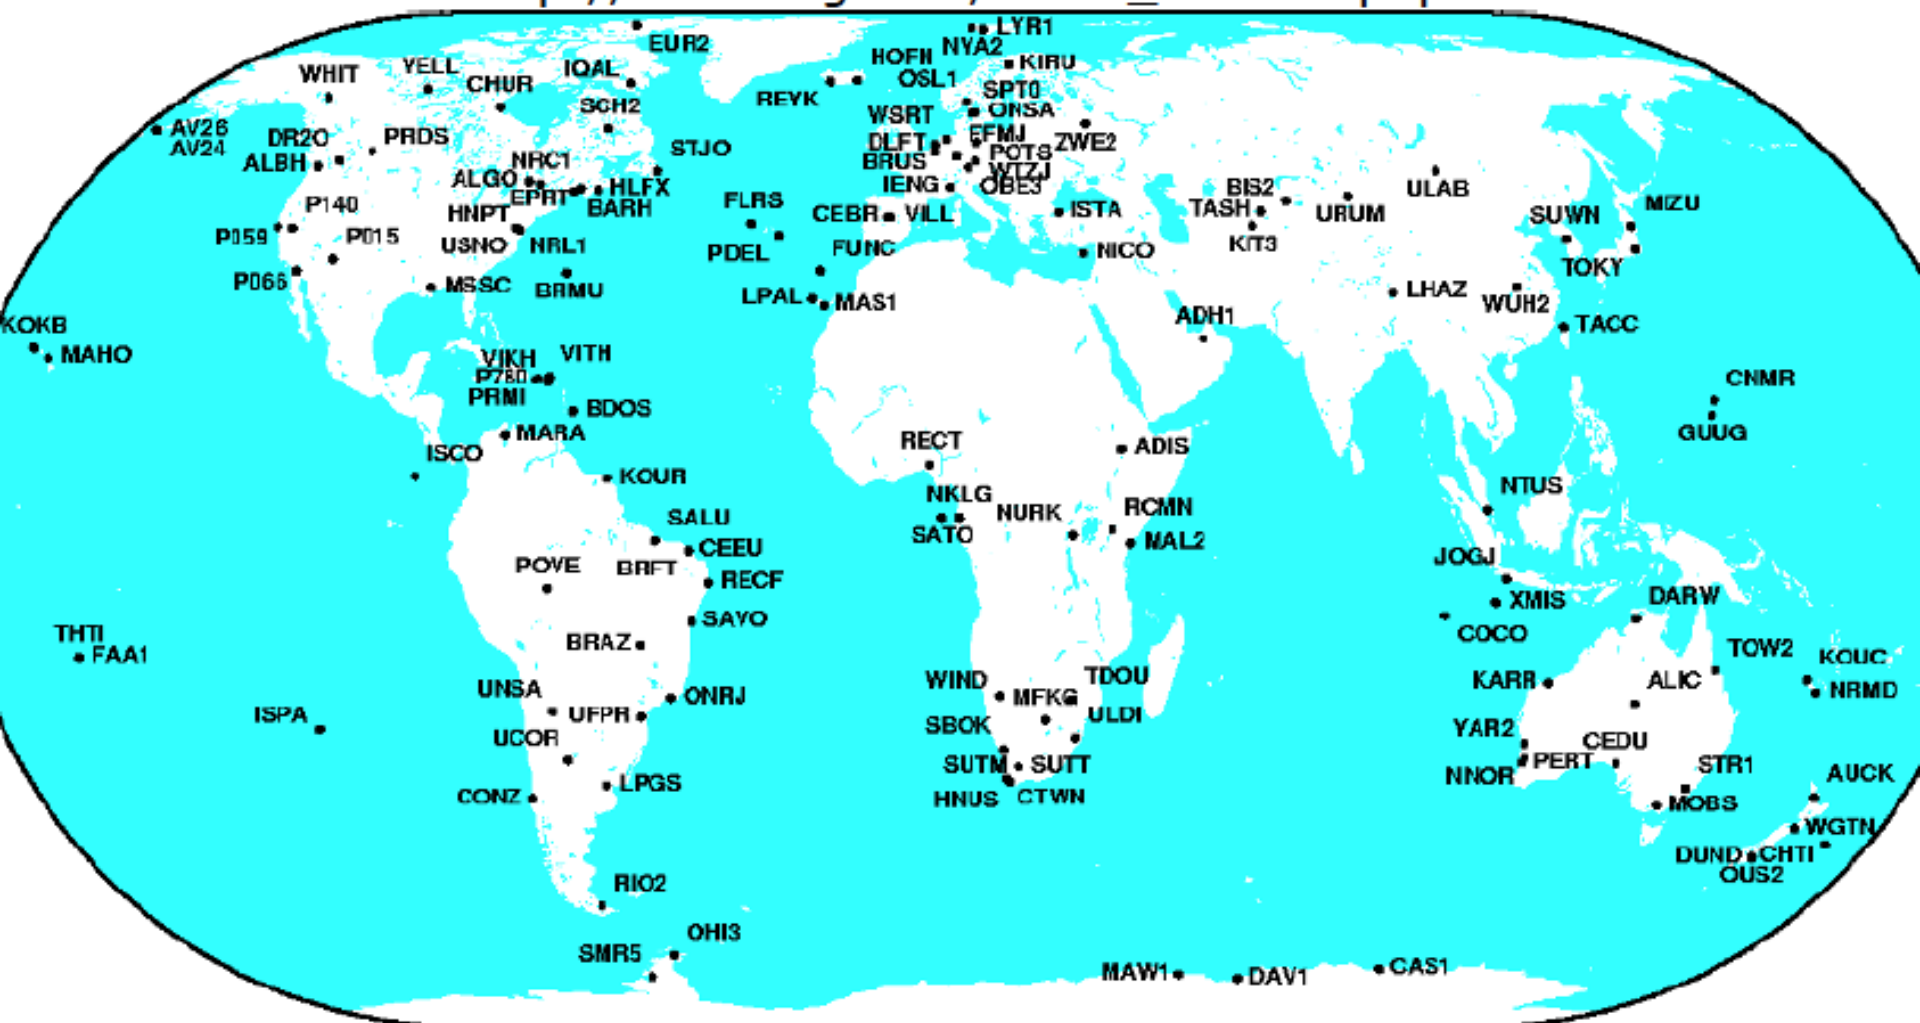 EUR2
LYR1
NYA2
HOFN
KIRU
WHIT
YELL
CHUR
IQAL
OSL1
REYK
SPT0
SCH2
WSRT
ONSA
AV26
AV24
DR2O
PRDS
STJO
DLFT
EFMJ
ZWE2
ALBH
NRC1
BRUS
POTS
WTZJ
ALGO
EPRT
HLFX
IENG
OBE3
BIS2
ULAB
P140
HNPT
BARH
FLRS
CEBR
VILL
ISTA
TASH
URUM
SUWN
MIZU
P059
P015
USNO
NRL1
PDEL
FUNC
NICO
KIT3
TOKY
P066
MSSC
BRMU
LPAL
MAS1
LHAZ
WUH2
KOKB
ADH1
TACC
MAHO
VIKH
VITH
P780
PRMI
CNMR
BDOS
MARA
GUUG
ISCO
RECT
ADIS
KOUR
NKLG
NURK
RCMN
NTUS
SALU
SATO
MAL2
CEEU
POVE
BRFT
RECF
JOGJ
SAVO
XMIS
DARW
THTI
FAA1
BRAZ
COCO
TOW2
KOUC
UNSA
ONRJ
WIND
MFKG
TDOU
KARR
ALIC
NRMD
ISPA
UFPR
SBOK
ULDI
YAR2
UCOR
CEDU
SUTM
SUTT
NNOR
PERT
STR1
AUCK
CONZ
LPGS
HNUS
CTWN
MOBS
WGTN
DUND
CHTI
OUS2
RIO2
OHI3
SMR5
MAW1
DAV1
CAS1